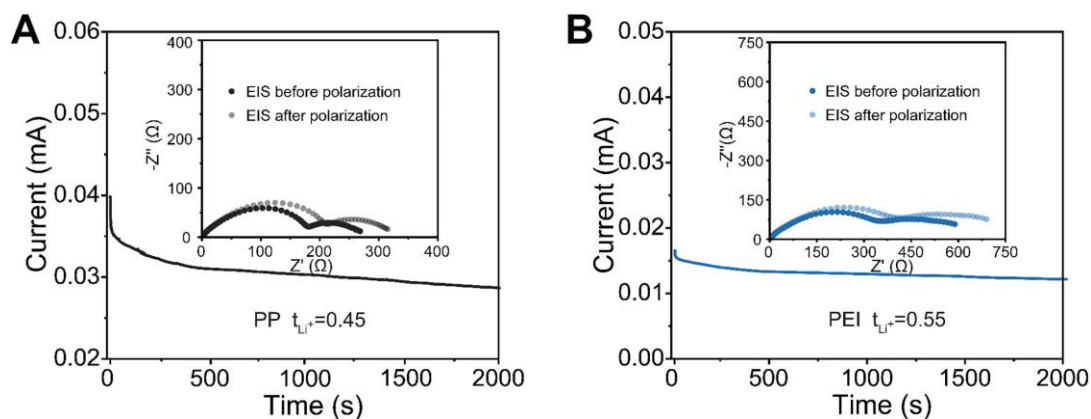 A
Current (mA)
0.06
0.05
0.04
0.03
0.02
0
500
1000
1500
2000
Time (s)
PP t_Li+=0.45
-Z" (Ω)
400
300
200
100
0
0
100
200
300
400
Z' (Ω)
EIS before polarization
EIS after polarization
B
Current (mA)
0.05
0.04
0.03
0.02
0.01
0.00
0
500
1000
1500
2000
Time (s)
PEI t_Li+=0.55
-Z"(Ω)
750
600
450
300
150
0
0
150
300
450
600
750
Z' (Ω)
EIS before polarization
EIS after polarization